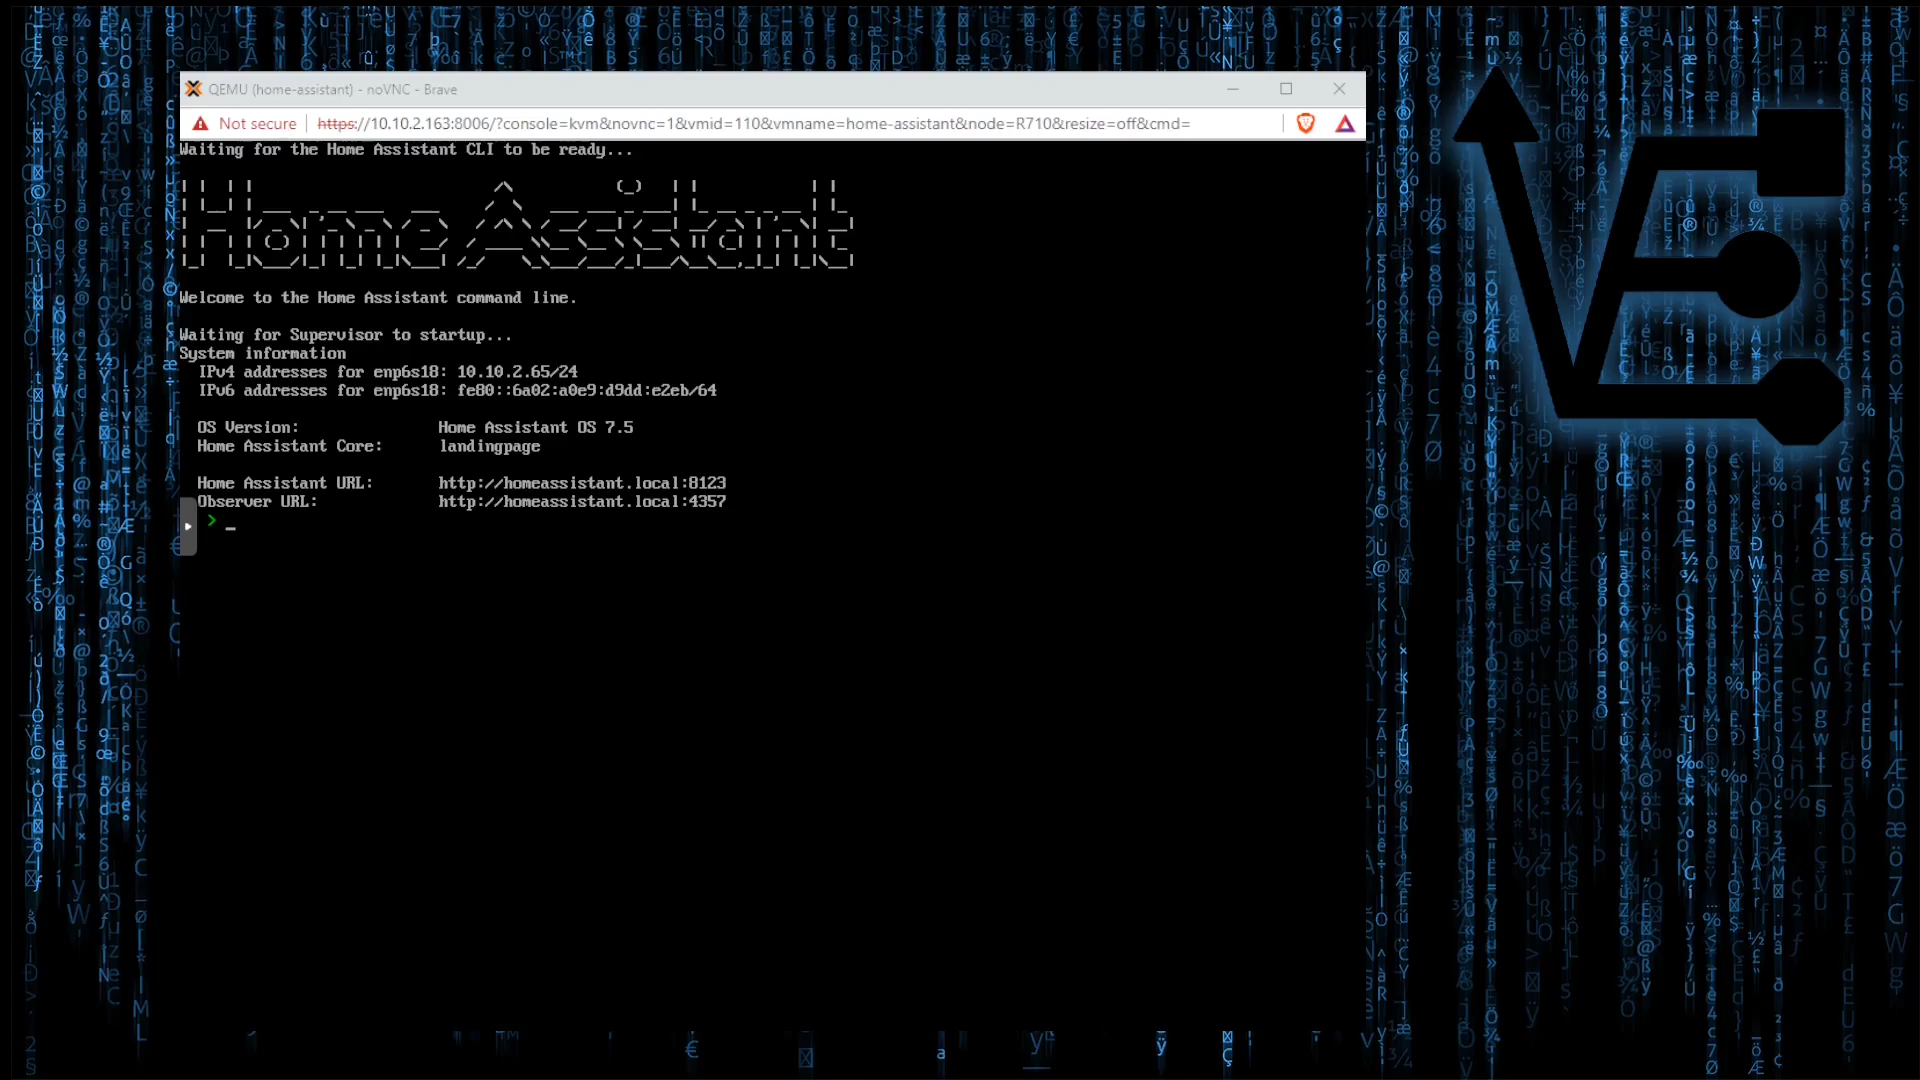 QEMU (home-assistant) - noVNC - Brave
Not secure https://10.10.2.163:8006/?console=kvm&novnc=1&vmid=110&vmname=home-assistant&node=R710&resize=off&cmd=
Waiting for the Home Assistant CLI to be ready...
Home Assistant
Welcome to the Home Assistant command line.
Waiting for Supervisor to startup...
System information
IPv4 addresses for enp6s18: 10.10.2.65/24
IPv6 addresses for enp6s18: fe80::6a02:a0e9:d9dd:e2eb/64
OS Version: Home Assistant OS 7.5
Home Assistant Core: landingpage
Home Assistant URL: http://homeassistant.local:8123
Observer URL: http://homeassistant.local:4357
> _